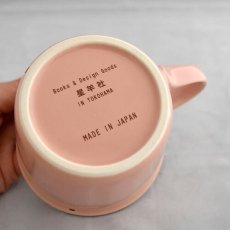 Books & Design Goods
星羊社
IN YOKOHAMA
MADE IN JAPAN